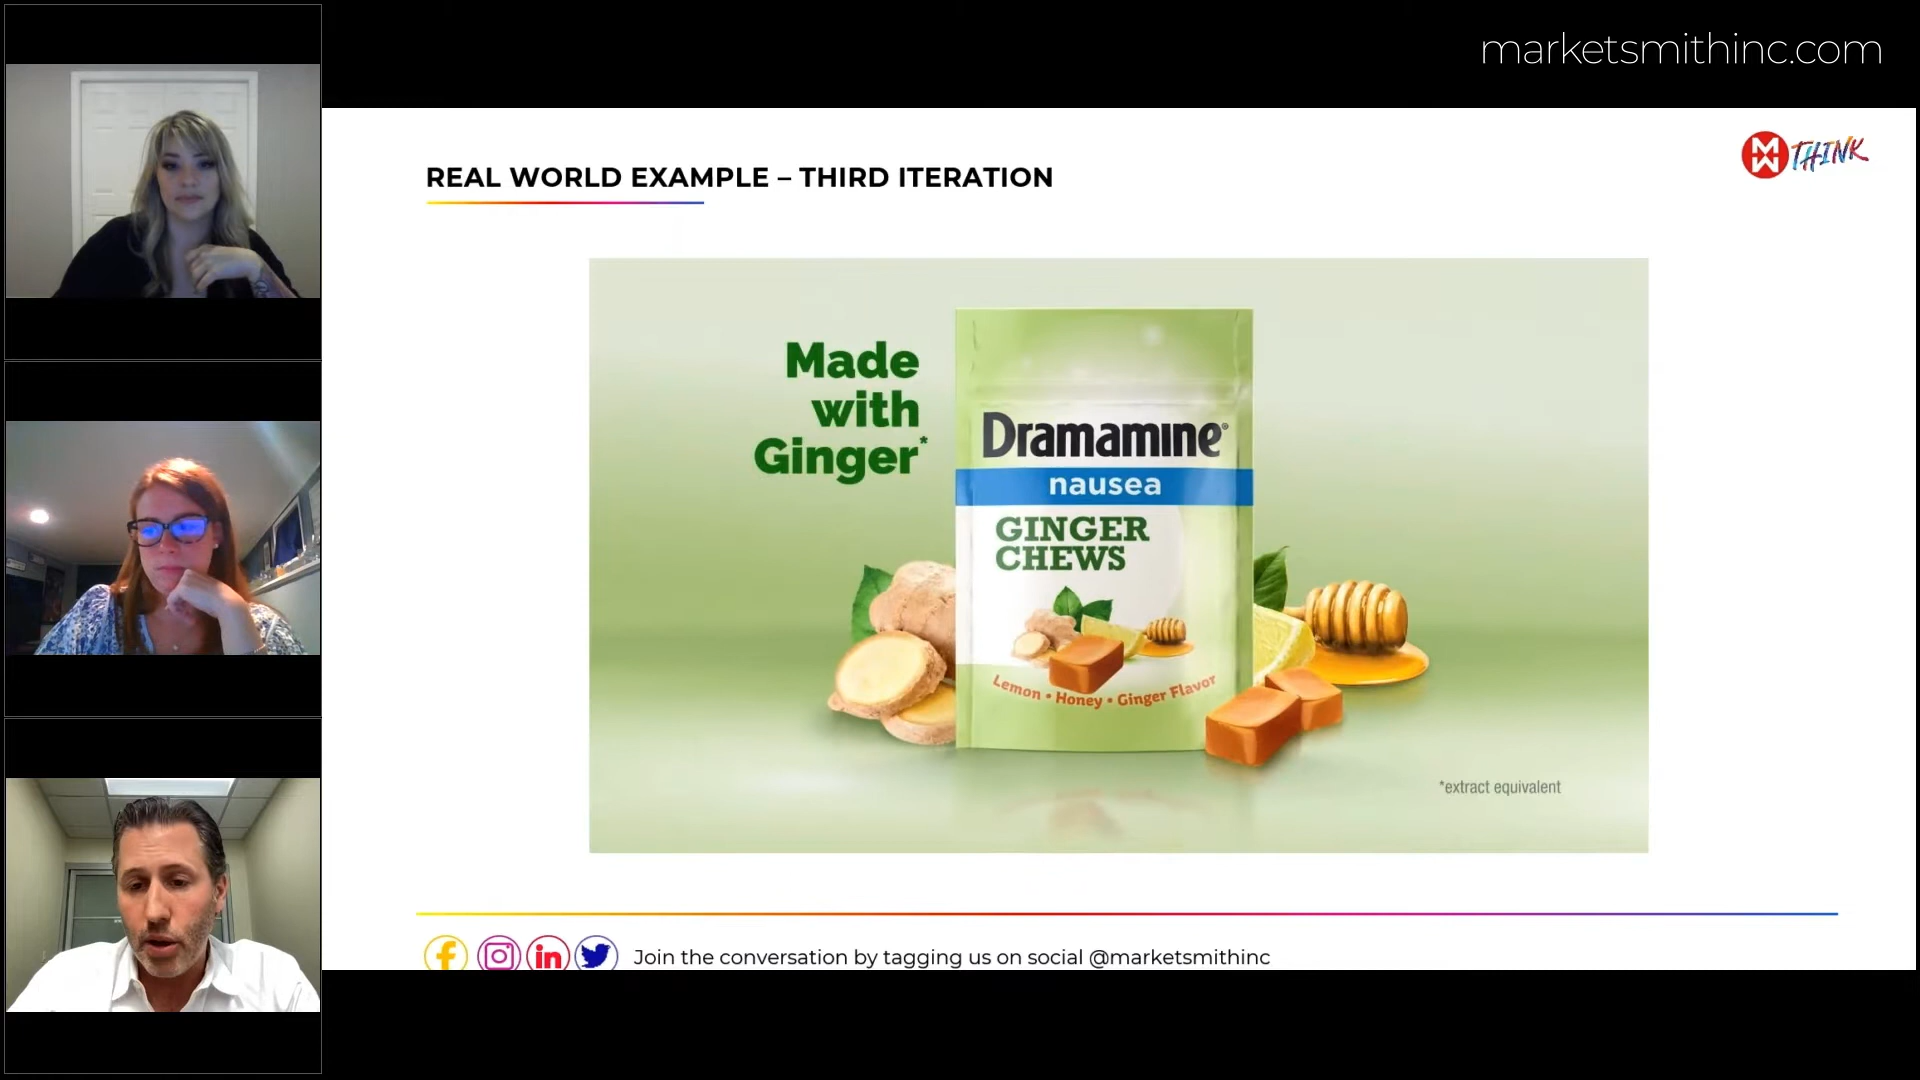 marketsmithinc.com
REAL WORLD EXAMPLE – THIRD ITERATION
THINK
Made
with
Ginger*
Dramamine®
nausea
GINGER
CHEWS
Lemon • Honey • Ginger Flavor
*extract equivalent
Join the conversation by tagging us on social @marketsmithinc